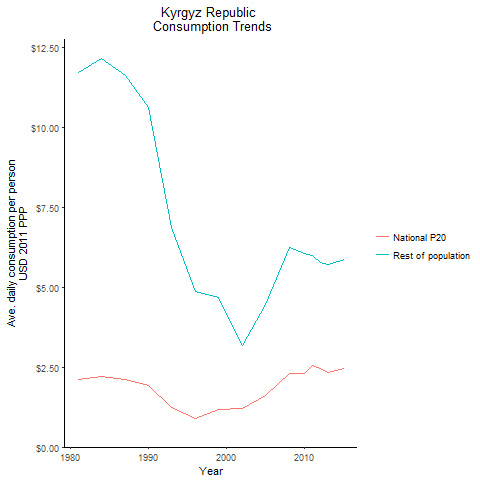 Kyrgyz Republic
Consumption Trends
$12.50
$10.00
$7.50
$5.00
$2.50
$0.00
Ave. daily consumption per person
USD 2011 PPP
1980
1990
2000
2010
Year
National P20
Rest of population